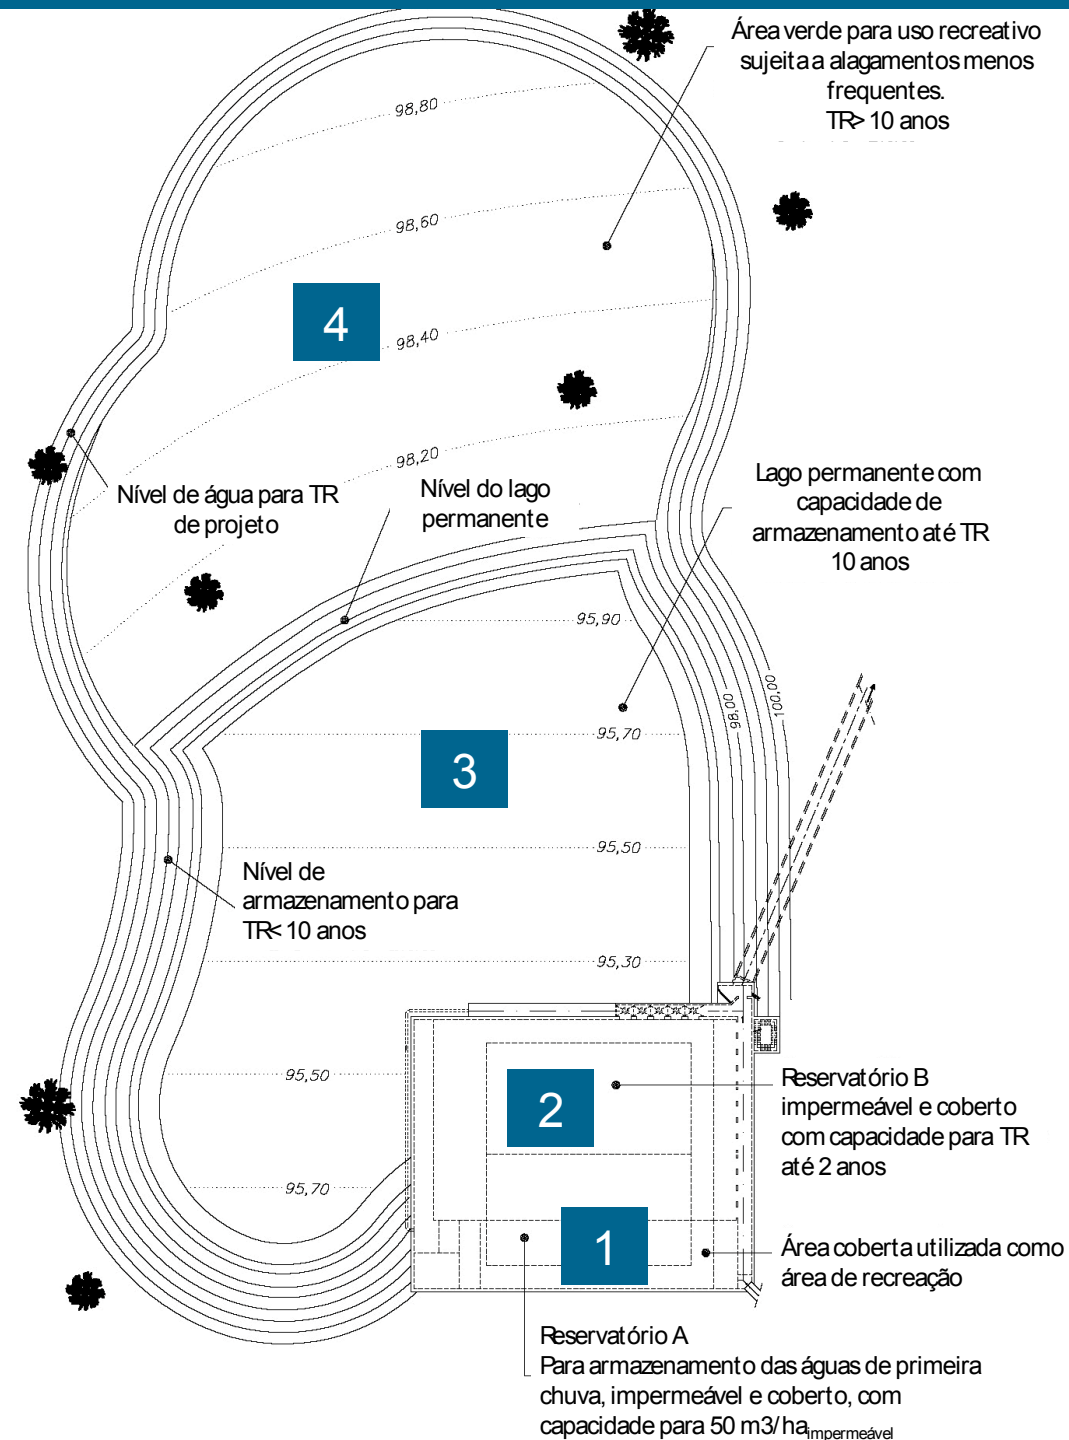 Área verde para uso recreativo
sujeita a alagamentos menos
frequentes.
TR> 10 anos
98,80
98,60
4
98,40
98,20
Nível de água para TR
de projeto
Nível do lago
permanente
Lago permanente com
capacidade de
armazenamento até TR
10 anos
95,90
98,00
100,00
95,70
3
95,50
Nível de
armazenamento para
TR< 10 anos
95,30
95,50
2
Reservatório B
impermeável e coberto
com capacidade para TR
até 2 anos
95,70
1
Área coberta utilizada como
área de recreação
Reservatório A
Para armazenamento das águas de primeira
chuva, impermeável e coberto, com
capacidade para 50 m3/ha impermeável